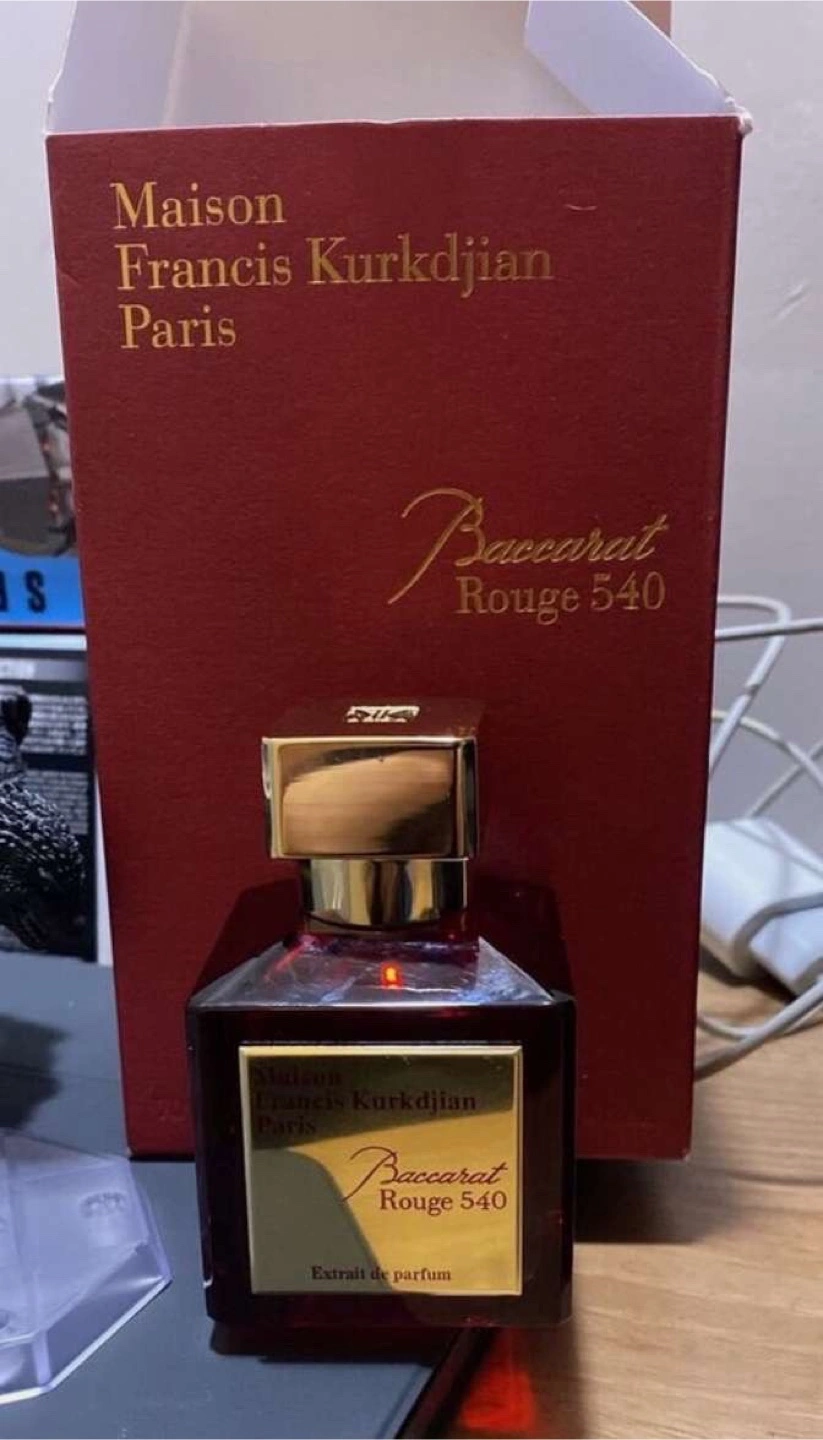 Maison
Francis Kurkdjian
Paris
Baccarat
Rouge 540
Maison
Francis Kurkdjian
Paris
Baccarat
Rouge 540
Extrait de parfum